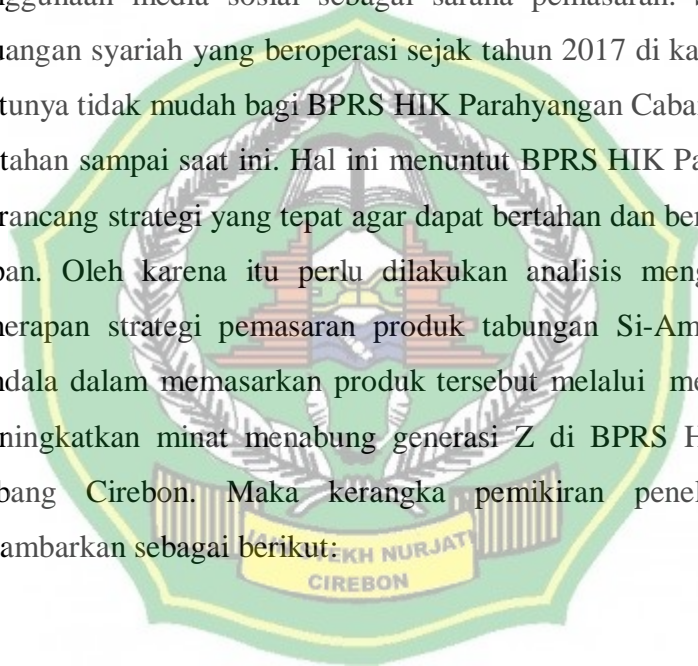 nggunaan media sosial sebagai sarana pemasaran.
uangan syariah yang beroperasi sejak tahun 2017 di ka
tunya tidak mudah bagi BPRS HIK Parahyangan Caba
tahan sampai saat ini. Hal ini menuntut BPRS HIK Pa
rancang strategi yang tepat agar dapat bertahan dan ber
pan. Oleh karena itu perlu dilakukan analisis meng
nerapan strategi pemasaran produk tabungan Si-Am
ndala dalam memasarkan produk tersebut melalui me
ningkatkan minat menabung generasi Z di BPRS H
bang Cirebon. Maka kerangka pemikiran penel
ambarkan sebagai berikut:
IAIN SYEKH NURJATI
CIREBON